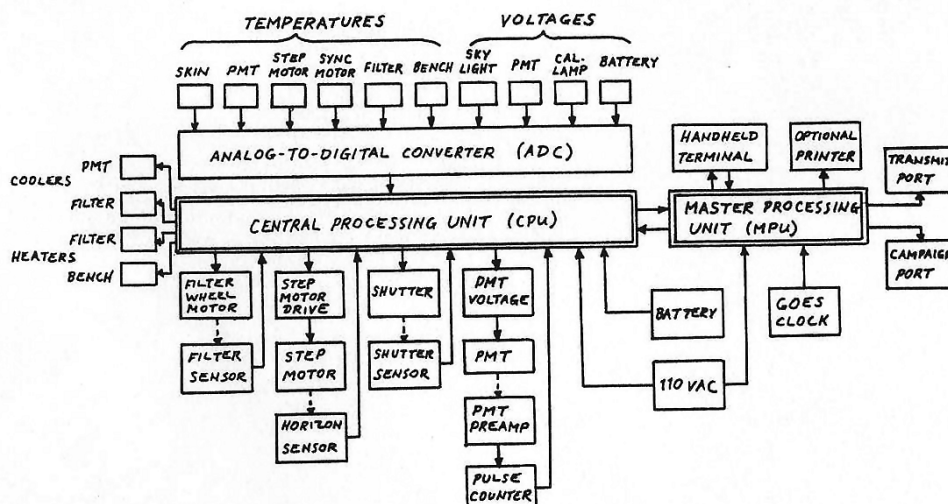 TEMPERATURES
VOLTAGES
SKIN
PMT
STEP
MOTOR
SYNC
MOTOR
FILTER
BENCH
SKY
LIGHT
PMT
CAL.
LAMP
BATTERY
ANALOG-TO-DIGITAL CONVERTER (ADC)
HANDHELD
TERMINAL
OPTIONAL
PRINTER
TRANSMIT
PORT
COOLERS
PMT
FILTER
HEATERS
FILTER
BENCH
CENTRAL PROCESSING UNIT (CPU)
MASTER PROCESSING
UNIT (MPU)
CAMPAIGN
PORT
FILTER
WHEEL
MOTOR
STEP
MOTOR
DRIVE
SHUTTER
DMT
VOLTAGE
BATTERY
GOES
CLOCK
FILTER
SENSOR
STEP
MOTOR
SHUTTER
SENSOR
PMT
110 VAC
HORIZON
SENSOR
PMT
PREAMP
PULSE
COUNTER